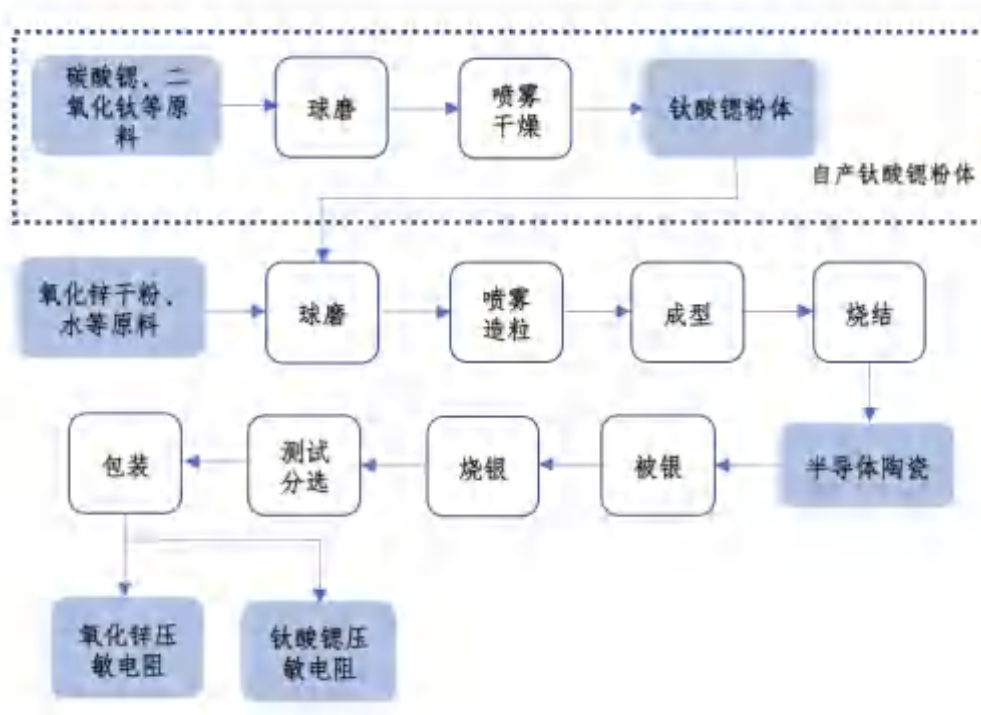 碳酸锶、二
氧化钛等原
料
球磨
喷雾
干燥
钛酸锶粉体
自产钛酸锶粉体
氧化锌干粉、
水等原料
球磨
喷雾
造粒
成型
烧结
包装
测试
分选
烧银
被银
半导体陶瓷
氧化锌压
敏电阻
钛酸锶压
敏电阻